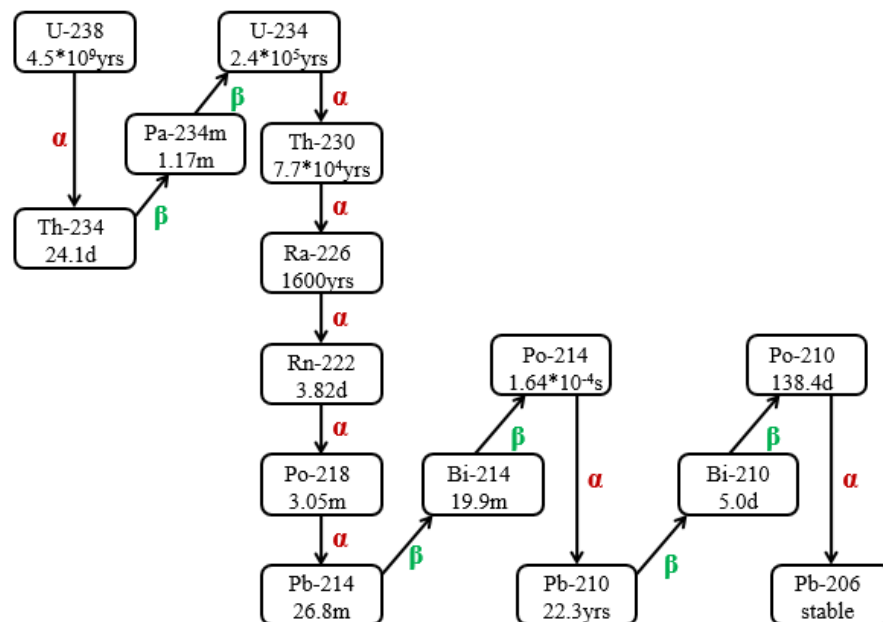 U-238
4.5*10⁹yrs
U-234
2.4*10⁵yrs
α
β
α
Pa-234m
1.17m
Th-230
7.7*10⁴yrs
β
α
Th-234
24.1d
Ra-226
1600yrs
α
Rn-222
3.82d
Po-214
1.64*10⁻⁴s
Po-210
138.4d
α
β
β
Po-218
3.05m
Bi-214
19.9m
α
Bi-210
5.0d
α
α
β
β
Pb-214
26.8m
Pb-210
22.3yrs
Pb-206
stable